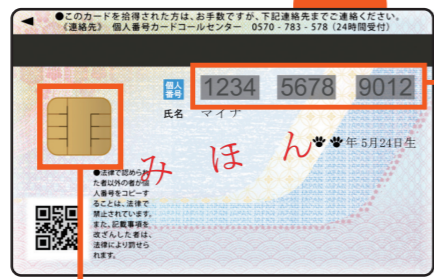 ●このカードを拾得された方は、お手数ですが、下記連絡先までご連絡ください。
《連絡先》 個人番号カードコールセンター 0570-783-578(24時間受付)
個人番号 1234 5678 9012
氏名 マイナ
🐾🐾年 5月24日生
みほん
●法律で認められ
た者以外の者が個
人番号をコピーす
ることは、法律で
禁止されています。
また、記載事項を
改ざんした者は、
法律により罰せら
れます。